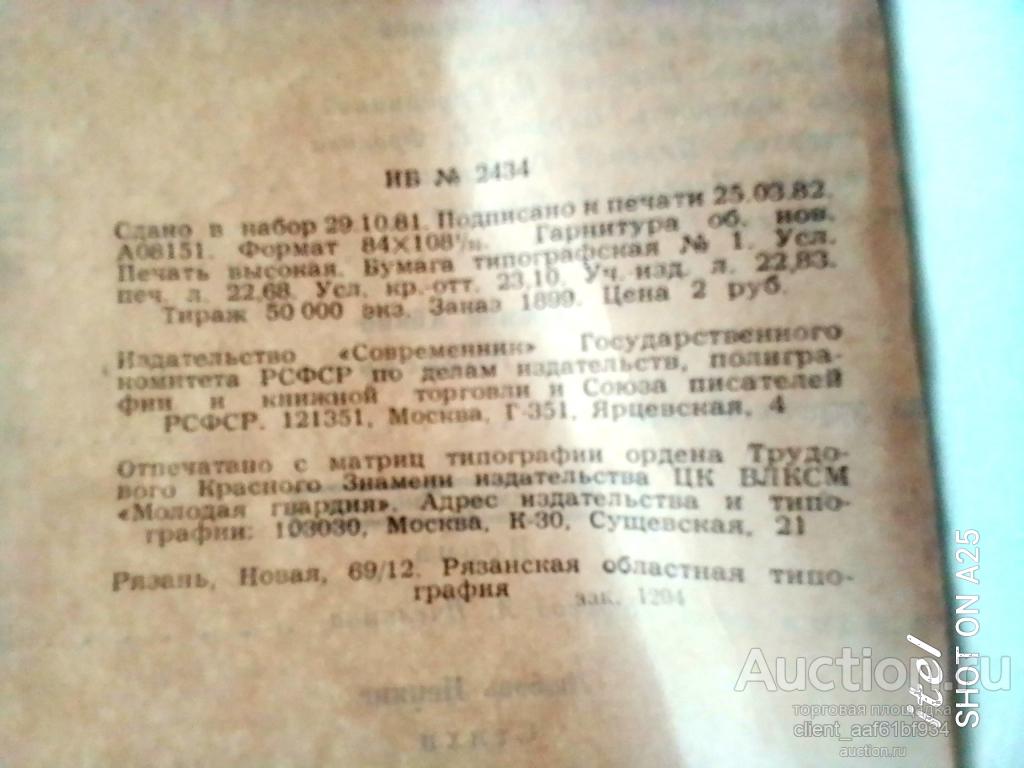 ИБ № 2434
Сдано в набор 29.10.81. Подписано к печати 25.03.82.
А08151. Формат 84×108¹/₃₂. Гарнитура об. нов.
Печать высокая. Бумага типографская № 1. Усл.
печ. л. 22,68. Усл. кр.-отт. 23,10. Уч.-изд. л. 22,83.
Тираж 50 000 экз. Заказ 1899. Цена 2 руб.
Издательство «Современник» Государственного
комитета РСФСР по делам издательств, полигра-
фии и книжной торговли и Союза писателей
РСФСР. 121351, Москва, Г-351, Ярцевская, 4
Отпечатано с матриц типографии ордена Трудо-
вого Красного Знамени издательства ЦК ВЛКСМ
«Молодая гвардия». Адрес издательства и типо-
графии: 103030, Москва, К-30, Сущевская, 21
Рязань, Новая, 69/12. Рязанская областная типо-
графия зак. 1204
Auction.ru
торговая площадка
client_aaf61bf934
auction.ru
itel
SHOT ON A25